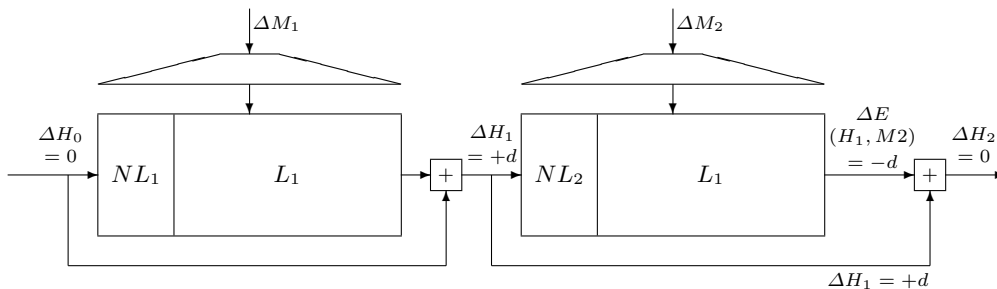 ΔM₁
ΔM₂
ΔH₀
= 0
NL₁
L₁
+
ΔH₁
= +d
NL₂
L₁
ΔE
(H₁, M2)
= −d
+
ΔH₂
= 0
ΔH₁ = +d